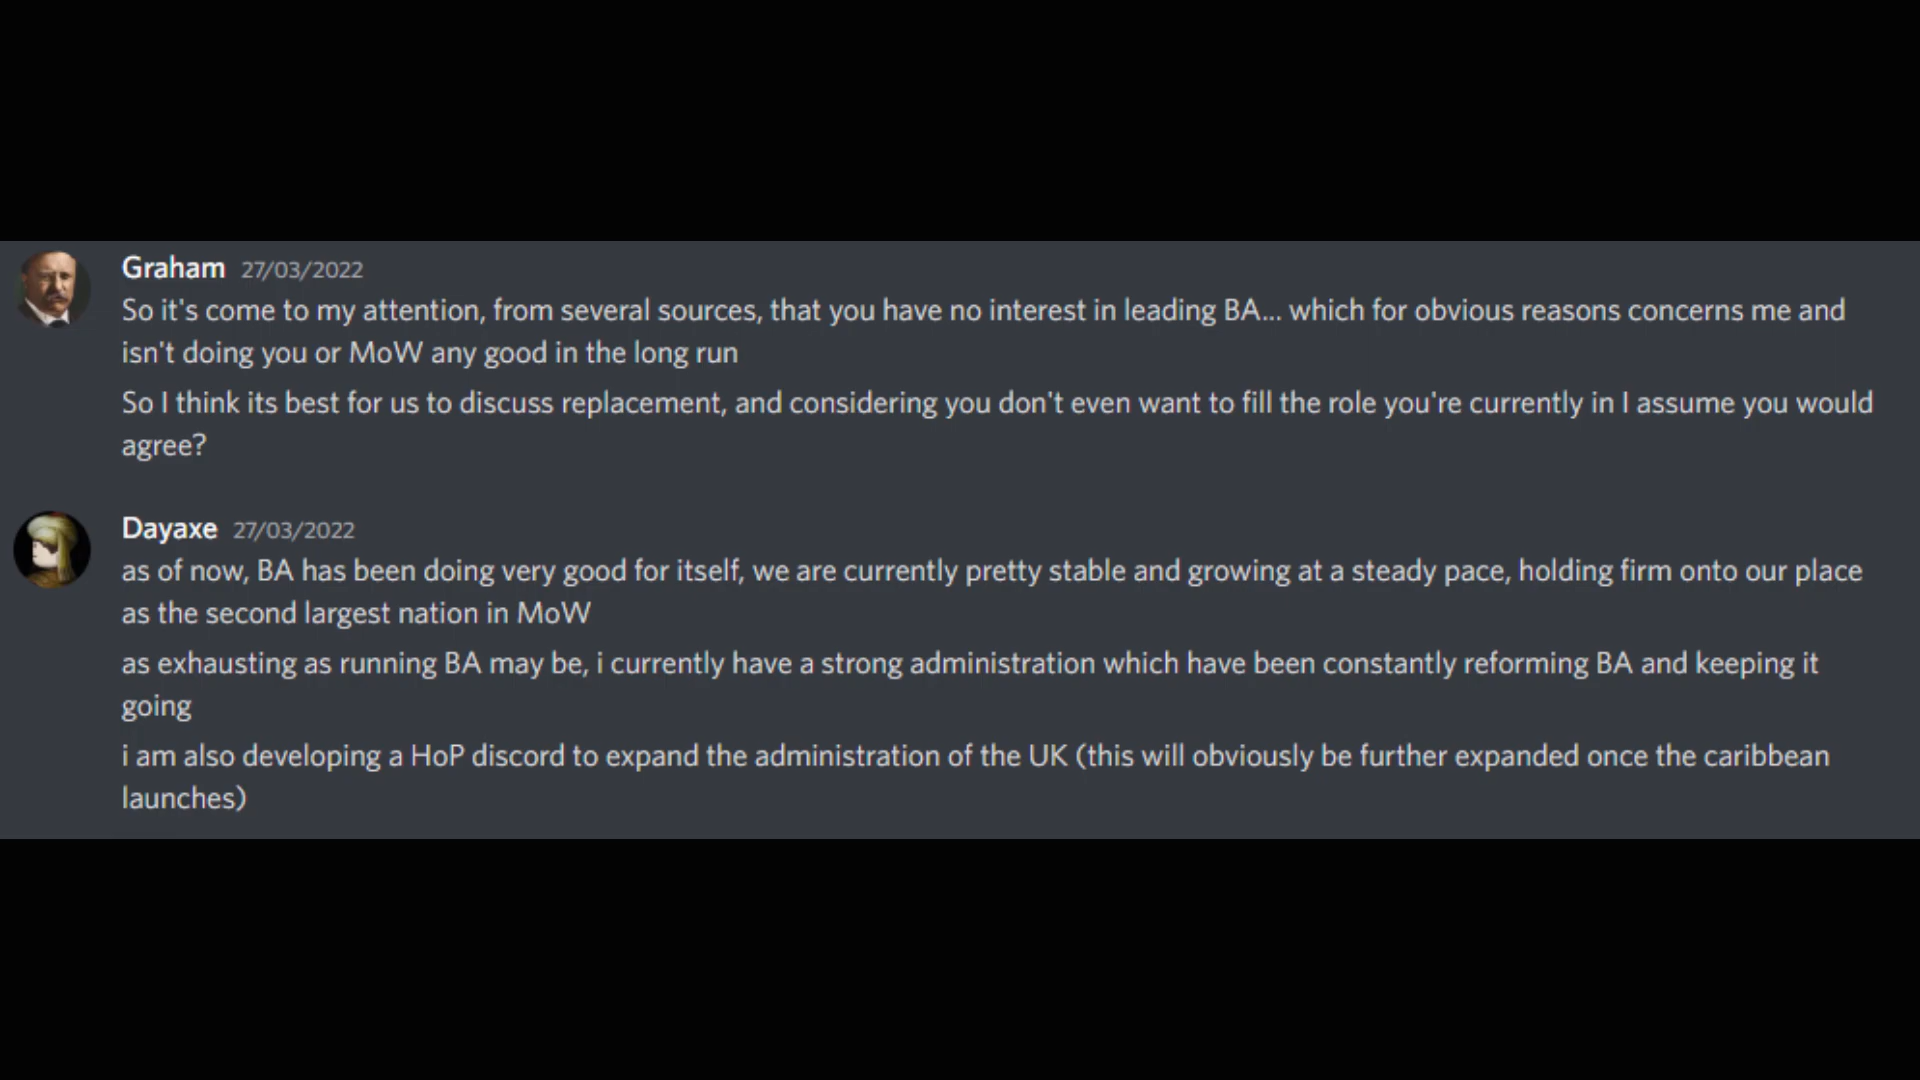 Graham 27/03/2022
So it's come to my attention, from several sources, that you have no interest in leading BA... which for obvious reasons concerns me and
isn't doing you or MoW any good in the long run
So I think its best for us to discuss replacement, and considering you don't even want to fill the role you're currently in I assume you would
agree?
Dayaxe 27/03/2022
as of now, BA has been doing very good for itself, we are currently pretty stable and growing at a steady pace, holding firm onto our place
as the second largest nation in MoW
as exhausting as running BA may be, i currently have a strong administration which have been constantly reforming BA and keeping it
going
i am also developing a HoP discord to expand the administration of the UK (this will obviously be further expanded once the caribbean
launches)